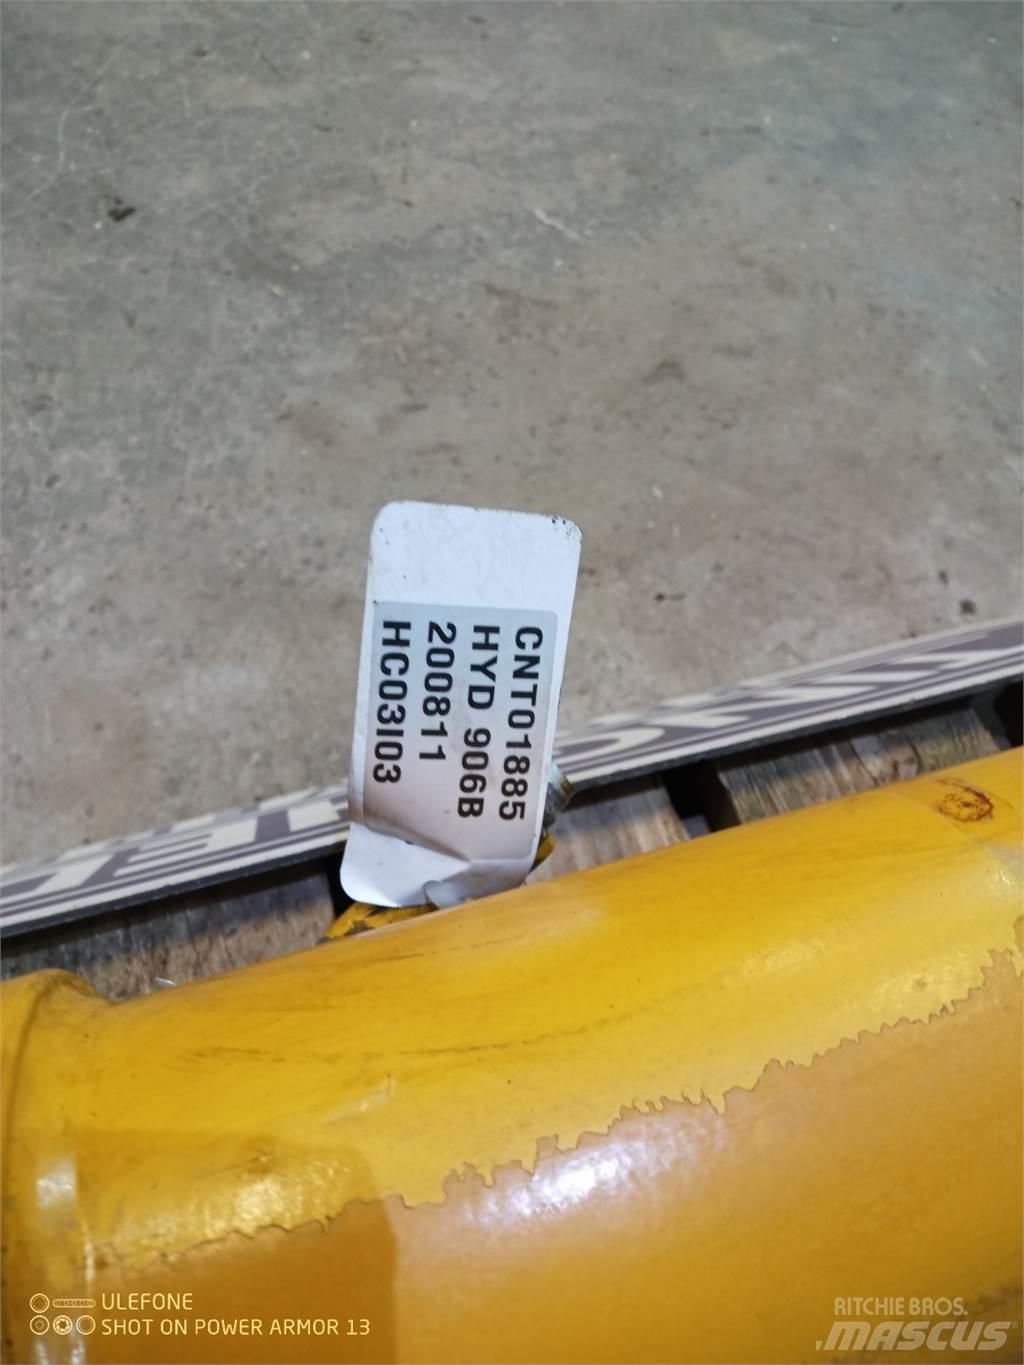 CNT01885
HYD 906B
200811
HC03I03
ULEFONE
SHOT ON POWER ARMOR 13
RITCHIE BROS.
MASCUS